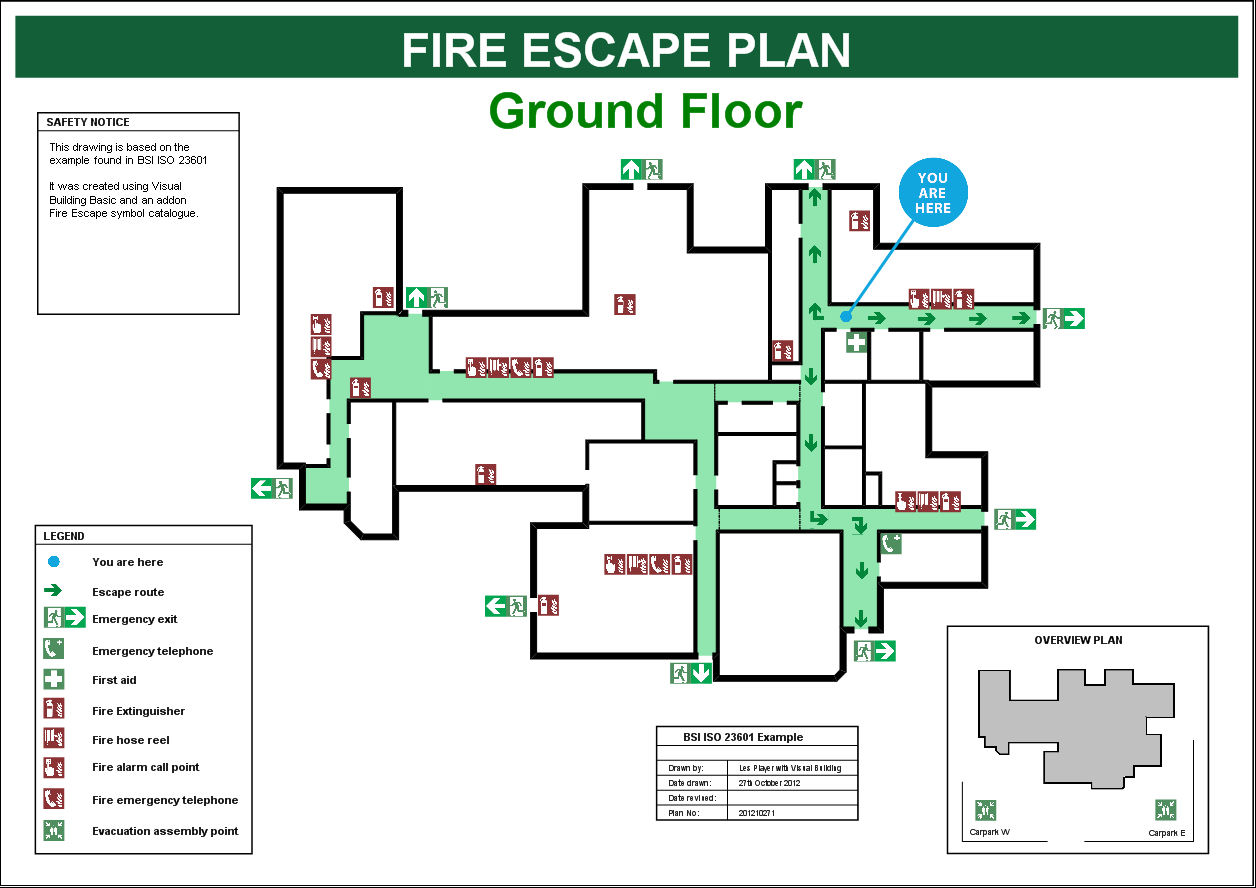 FIRE ESCAPE PLAN
Ground Floor
SAFETY NOTICE
This drawing is based on the
example found in BSI ISO 23601
It was created using Visual
Building Basic and an addon
Fire Escape symbol catalogue.
YOU
ARE
HERE
LEGEND
You are here
Escape route
Emergency exit
Emergency telephone
First aid
Fire Extinguisher
Fire hose reel
Fire alarm call point
Fire emergency telephone
Evacuation assembly point
BSI ISO 23601 Example
Drawn by: Les Player with Visual Building
Date drawn: 27th October 2012
Date revised:
Plan No: 201210271
OVERVIEW PLAN
Carpark W
Carpark E